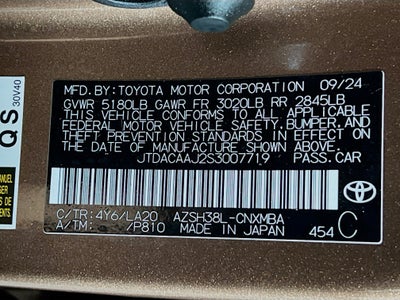 MFD BY: TOYOTA MOTOR CORPORATION 09/24
GVWR 5180LB GAWR FR 3020LB RR 2845LB
THIS VEHICLE CONFORMS TO ALL APPLICABLE
FEDERAL MOTOR VEHICLE SAFETY, BUMPER, AND
THEFT PREVENTION STANDARDS IN EFFECT ON
THE DATE OF MANUFACTURE SHOWN ABOVE.
JTDACAAJ2S3007719 PASS.CAR
C/TR:4Y6/LA20 AZSH38L-CNXMBA
A/TM: /P810 MADE IN JAPAN 454 C
TOYOTA
QS
30V40